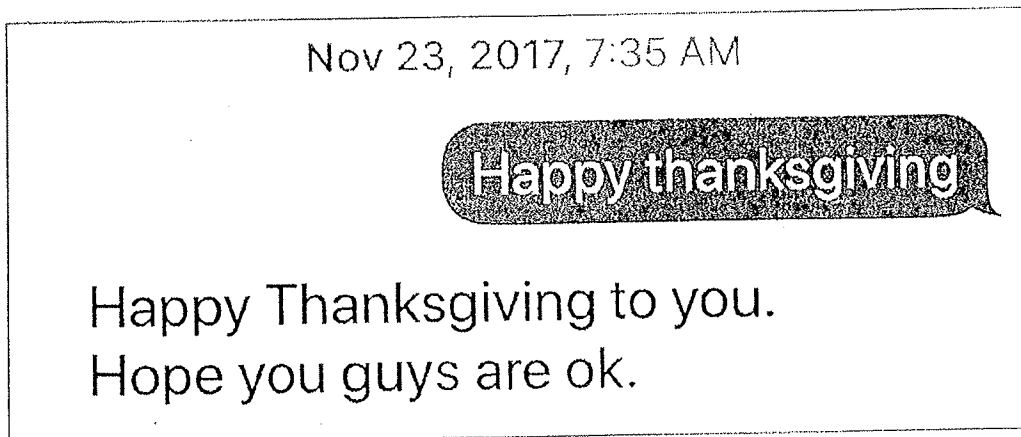 Nov 23, 2017, 7:35 AM
Happy thanksgiving
Happy Thanksgiving to you.
Hope you guys are ok.